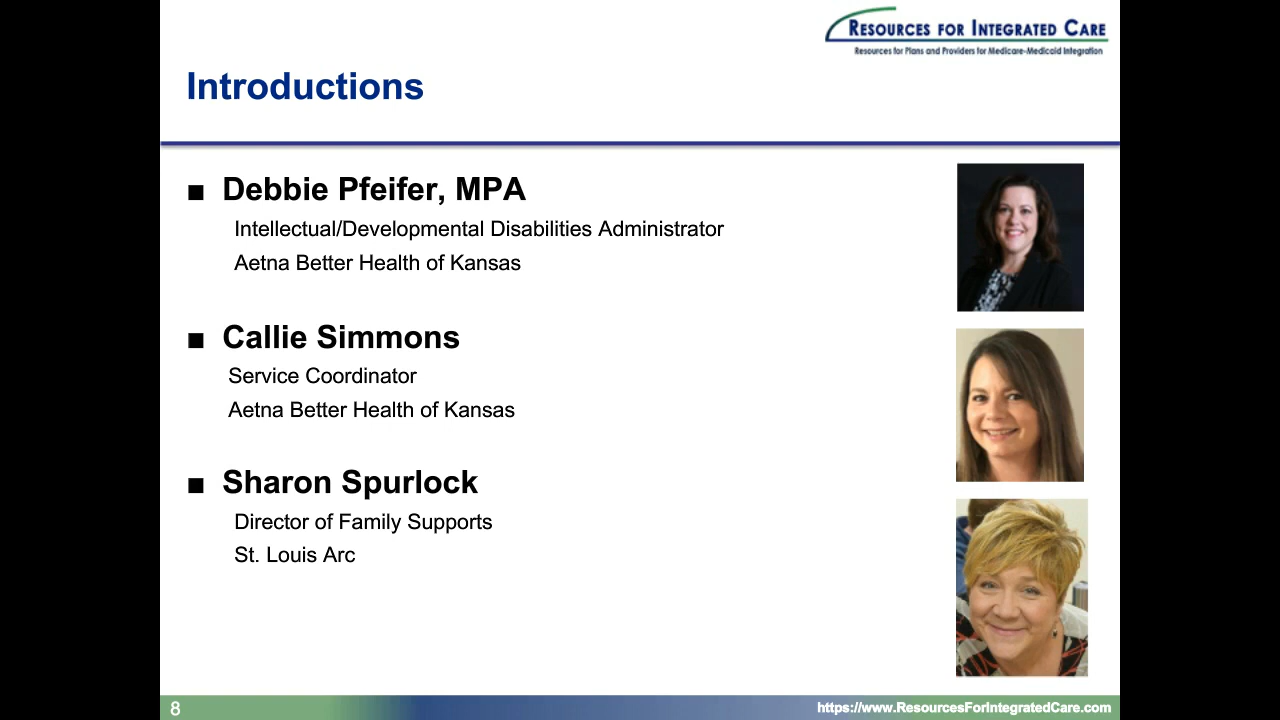 RESOURCES FOR INTEGRATED CARE
Resources for Plans and Providers for Medicare-Medicaid Integration
Introductions
■ Debbie Pfeifer, MPA
Intellectual/Developmental Disabilities Administrator
Aetna Better Health of Kansas
■ Callie Simmons
Service Coordinator
Aetna Better Health of Kansas
■ Sharon Spurlock
Director of Family Supports
St. Louis Arc
8
https://www.ResourcesForIntegratedCare.com